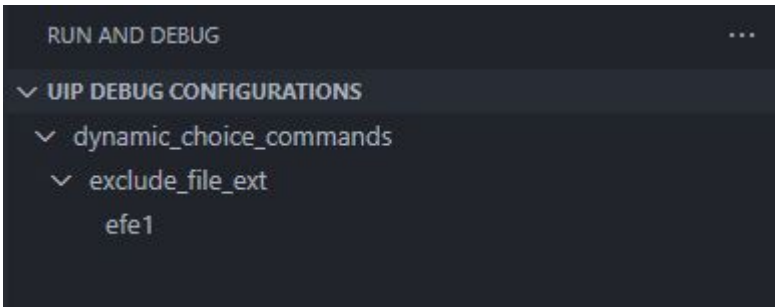 RUN AND DEBUG
UIP DEBUG CONFIGURATIONS
dynamic_choice_commands
exclude_file_ext
efe1